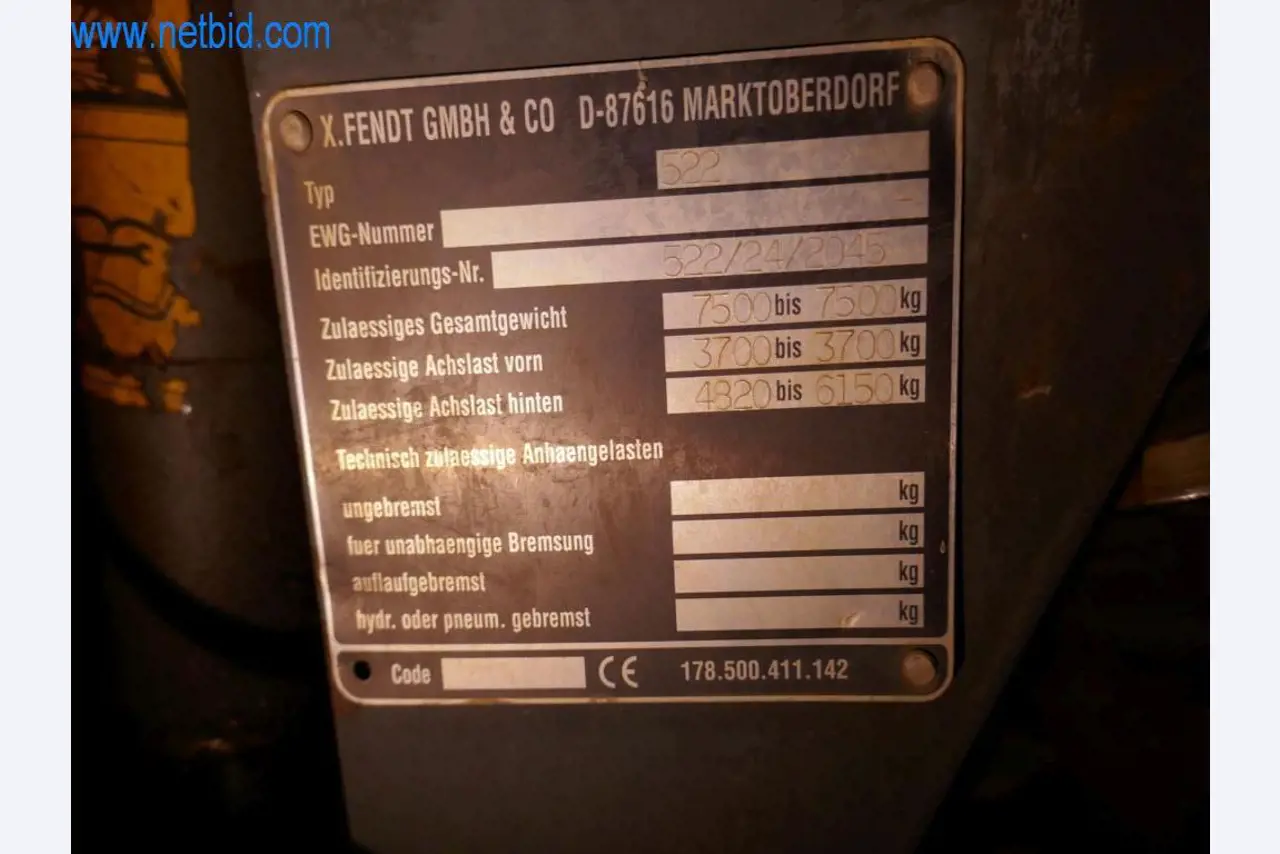 www.netbid.com
X.FENDT GMBH & CO D-87616 MARKTOBERDORF
Typ 522
EWG-Nummer -
Identifizierungs-Nr. 522/24/2045
Zulaessiges Gesamtgewicht 7500 bis 7500 kg
Zulaessige Achslast vorn 3700 bis 3700 kg
Zulaessige Achslast hinten 4820 bis 6150 kg
Technisch zulaessige Anhaengelasten
ungebremst kg
fuer unabhaengige Bremsung kg
auflaufgebremst kg
hydr. oder pneum. gebremst kg
Code CE 178.500.411.142